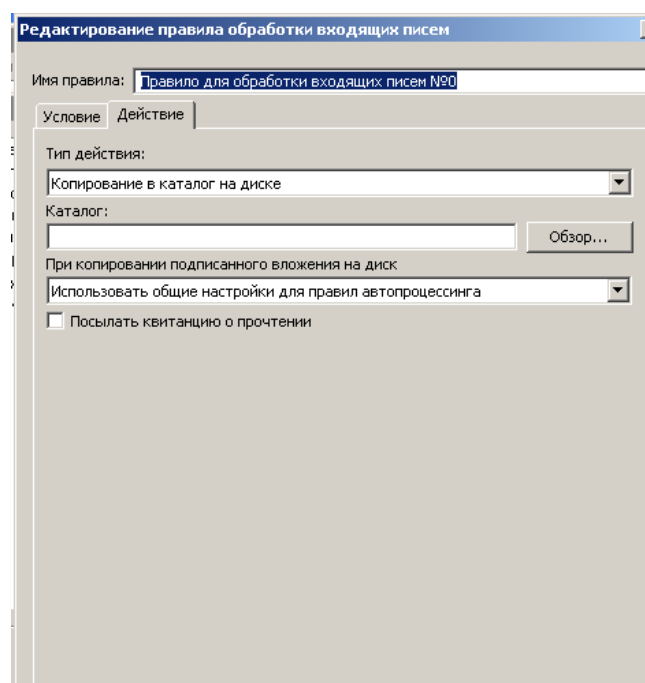 Редактирование правила обработки входящих писем
Имя правила: Правило для обработки входящих писем №0
Условие Действие
Тип действия:
Копирование в каталог на диске
Каталог:
Обзор...
При копировании подписанного вложения на диск
Использовать общие настройки для правил автопроцессинга
Посылать квитанцию о прочтении